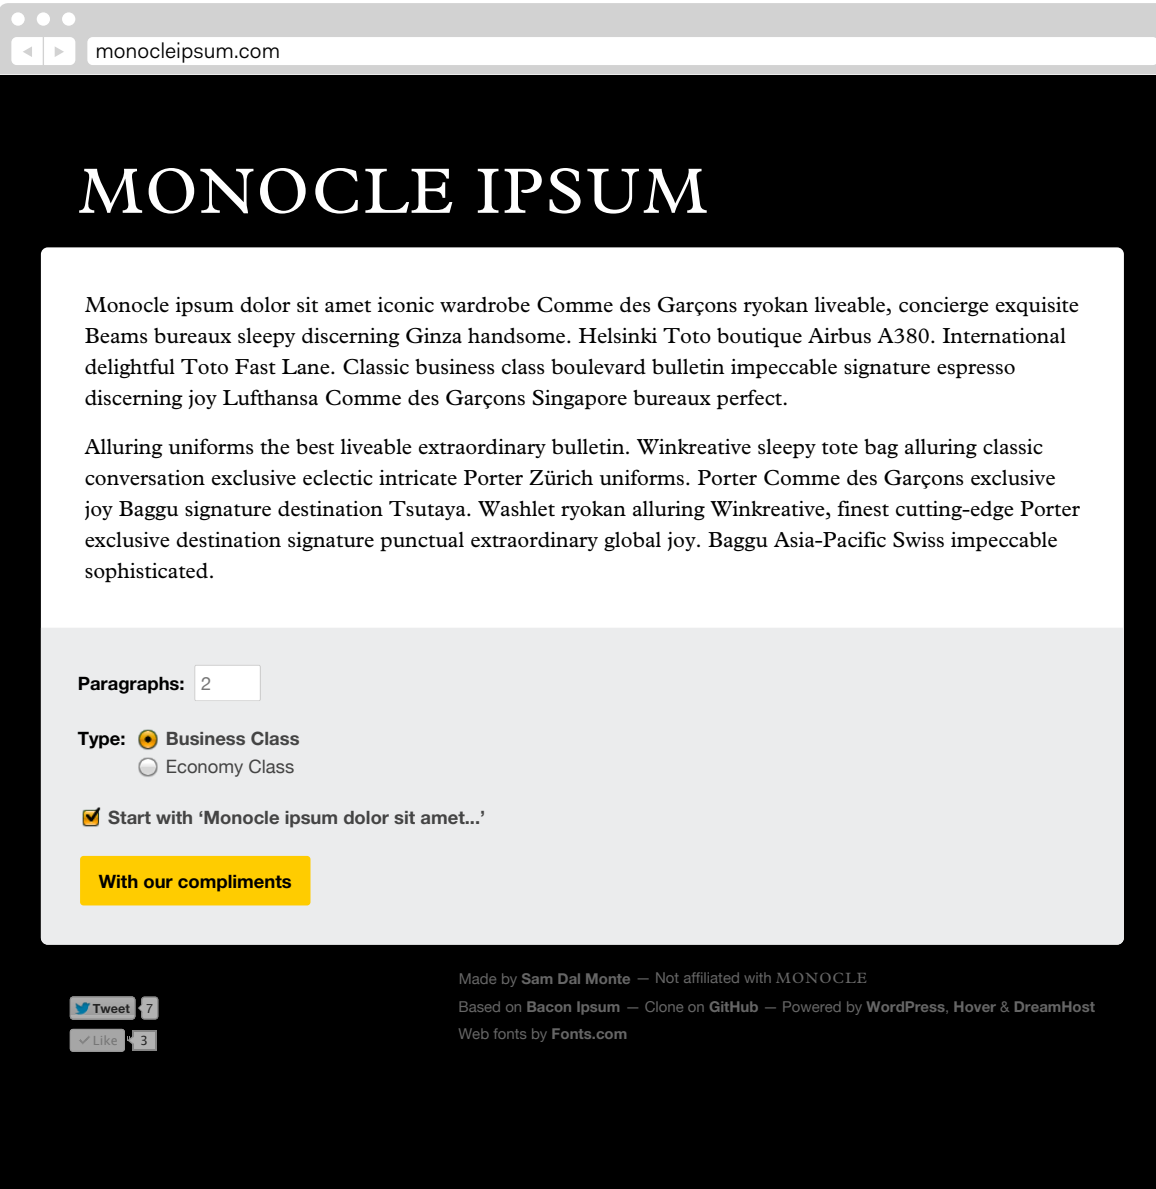 monocleipsum.com
MONOCLE IPSUM
Monocle ipsum dolor sit amet iconic wardrobe Comme des Garçons ryokan liveable, concierge exquisite
Beams bureaux sleepy discerning Ginza handsome. Helsinki Toto boutique Airbus A380. International
delightful Toto Fast Lane. Classic business class boulevard bulletin impeccable signature espresso
discerning joy Lufthansa Comme des Garçons Singapore bureaux perfect.
Alluring uniforms the best liveable extraordinary bulletin. Winkreative sleepy tote bag alluring classic
conversation exclusive eclectic intricate Porter Zürich uniforms. Porter Comme des Garçons exclusive
joy Baggu signature destination Tsutaya. Washlet ryokan alluring Winkreative, finest cutting-edge Porter
exclusive destination signature punctual extraordinary global joy. Baggu Asia-Pacific Swiss impeccable
sophisticated.
Paragraphs: 2
Type: Business Class
Economy Class
Start with ‘Monocle ipsum dolor sit amet...’
With our compliments
Made by Sam Dal Monte — Not affiliated with MONOCLE
Based on Bacon Ipsum — Clone on GitHub — Powered by WordPress, Hover & DreamHost
Web fonts by Fonts.com
Tweet 7
Like 3